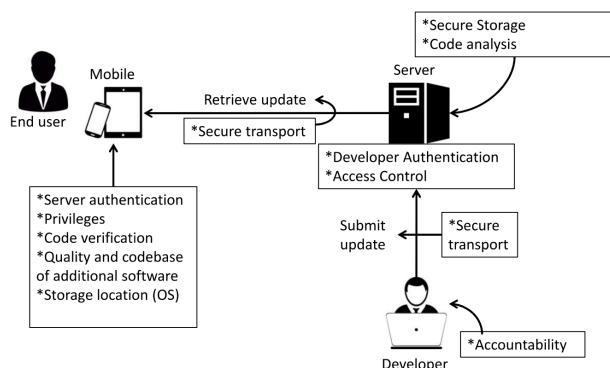 *Secure Storage
*Code analysis
Mobile
Server
End user
Retrieve update
*Secure transport
*Developer Authentication
*Access Control
*Server authentication
*Privileges
*Code verification
*Quality and codebase
of additional software
*Storage location (OS)
Submit
update
*Secure
transport
*Accountability
Developer